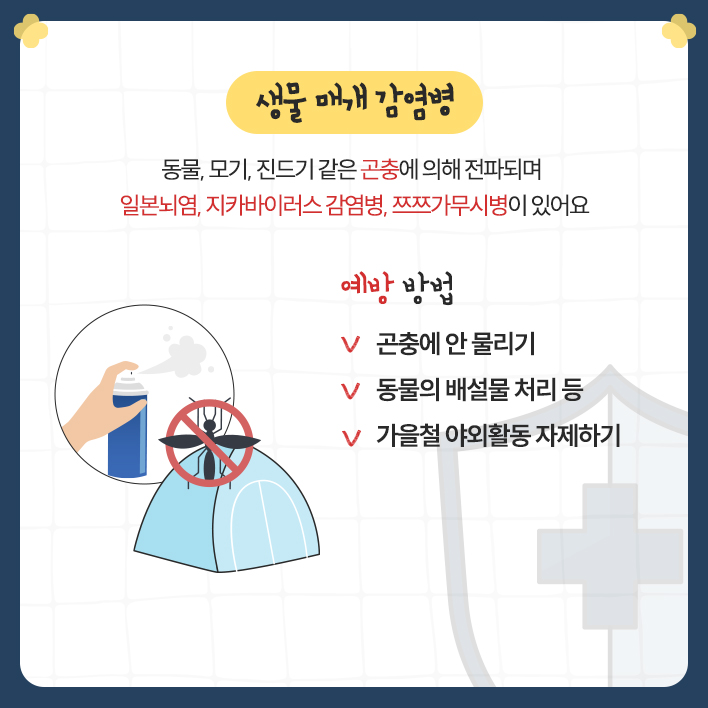 생물 매개 감염병
동물, 모기, 진드기 같은 곤충에 의해 전파되며
일본뇌염, 지카바이러스 감염병, 쯔쯔가무시병이 있어요
예방 방법
곤충에 안 물리기
동물의 배설물 처리 등
가을철 야외활동 자제하기